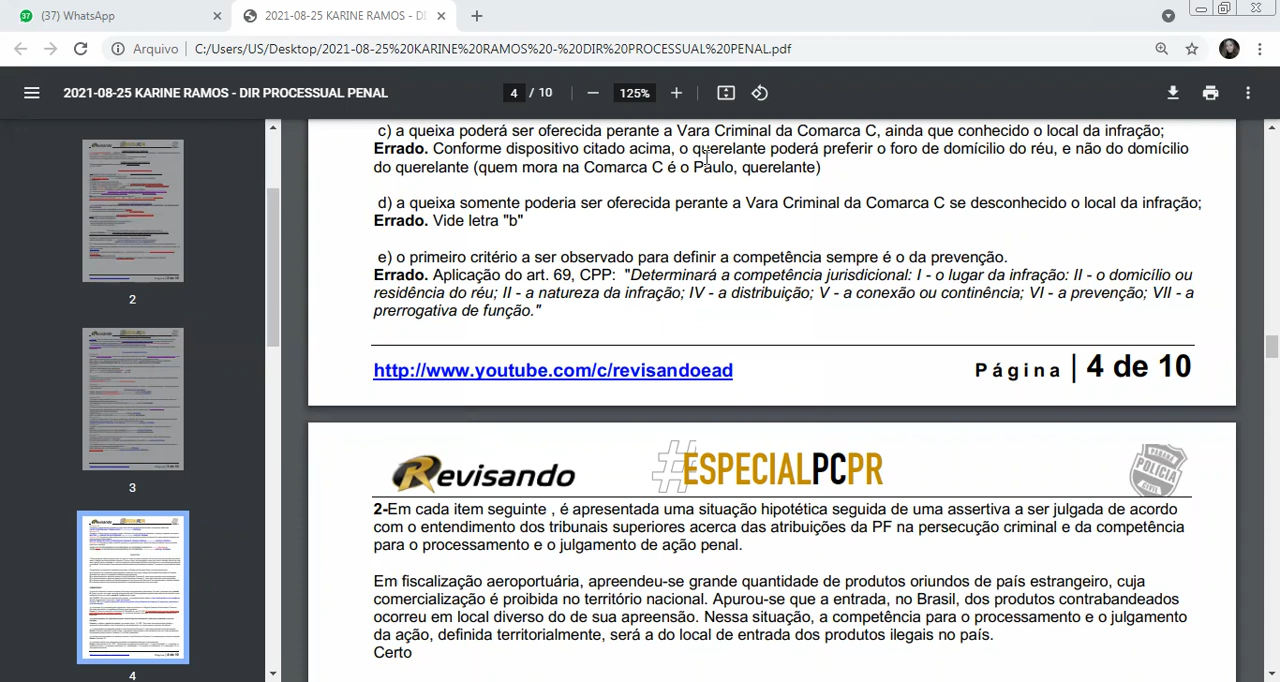 (37) WhatsApp
2021-08-25 KARINE RAMOS - DI
Arquivo
C:/Users/US/Desktop/2021-08-25%20KARINE%20RAMOS%20-%20DIR%20PROCESSUAL%20PENAL.pdf
2021-08-25 KARINE RAMOS - DIR PROCESSUAL PENAL
4 / 10
125%
2
3
4
c) a queixa poderá ser oferecida perante a Vara Criminal da Comarca C, ainda que conhecido o local da infração;
Errado. Conforme dispositivo citado acima, o querelante poderá preferir o foro de domícilio do réu, e não do domícilio
do querelante (quem mora na Comarca C é o Paulo, querelante)
d) a queixa somente poderia ser oferecida perante a Vara Criminal da Comarca C se desconhecido o local da infração;
Errado. Vide letra "b"
e) o primeiro critério a ser observado para definir a competência sempre é o da prevenção.
Errado. Aplicação do art. 69, CPP: "Determinará a competência jurisdicional: I - o lugar da infração: II - o domicílio ou
residência do réu; II - a natureza da infração; IV - a distribuição; V - a conexão ou continência; VI - a prevenção; VII - a
prerrogativa de função."
http://www.youtube.com/c/revisandoead
Página | 4 de 10
Revisando
#ESPECIALPCPR
POLÍCIA
2-Em cada item seguinte , é apresentada uma situação hipotética seguida de uma assertiva a ser julgada de acordo
com o entendimento dos tribunais superiores acerca das atribuições da PF na persecução criminal e da competência
para o processamento e o julgamento de ação penal.
Em fiscalização aeroportuária, apreendeu-se grande quantidade de produtos oriundos de país estrangeiro, cuja
comercialização é proibida no território nacional. Apurou-se que a entrada, no Brasil, dos produtos contrabandeados
ocorreu em local diverso da sua apreensão. Nessa situação, a competência para o processamento e o julgamento
da ação, definida territorialmente, será a do local de entrada dos produtos ilegais no país.
Certo